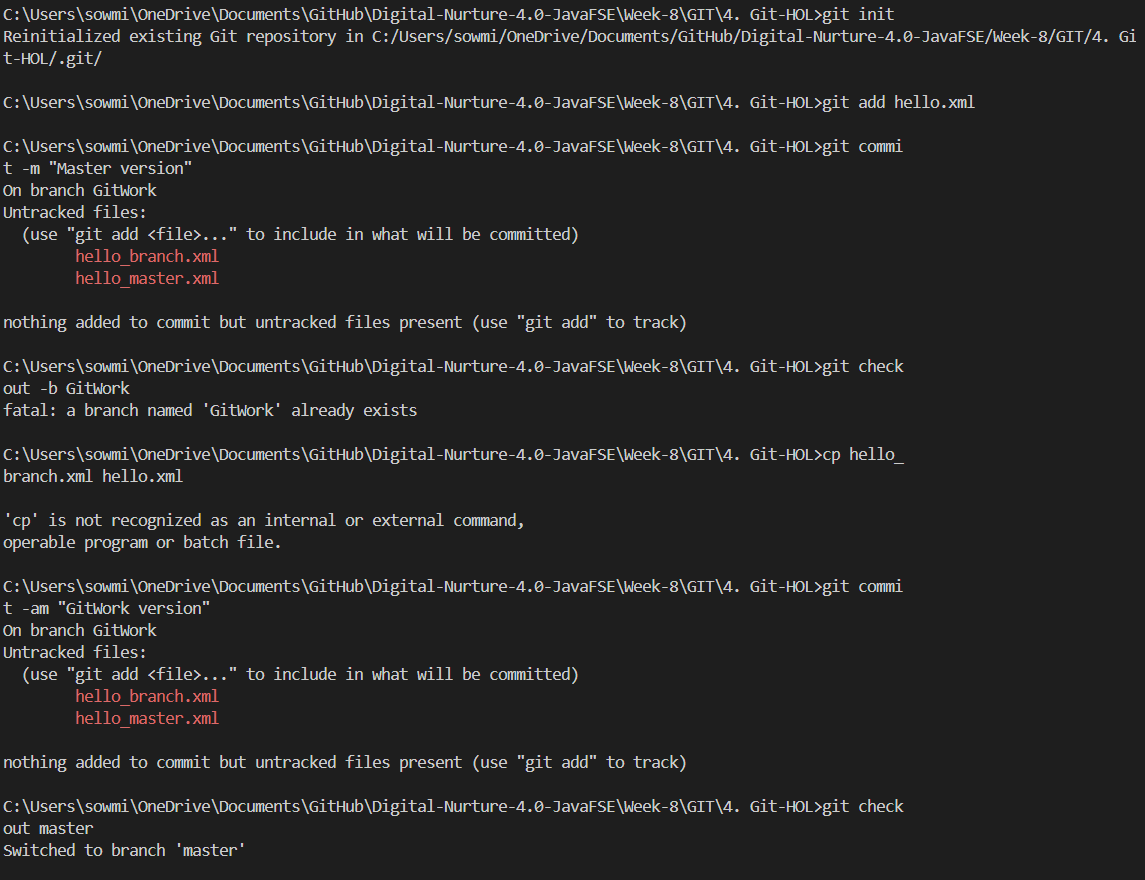 C:\Users\sowmi\OneDrive\Documents\GitHub\Digital-Nurture-4.0-JavaFSE\Week-8\GIT\4. Git-HOL>git init
Reinitialized existing Git repository in C:/Users/sowmi/OneDrive/Documents/GitHub/Digital-Nurture-4.0-JavaFSE/Week-8/GIT/4. Gi
t-HOL/.git/
C:\Users\sowmi\OneDrive\Documents\GitHub\Digital-Nurture-4.0-JavaFSE\Week-8\GIT\4. Git-HOL>git add hello.xml
C:\Users\sowmi\OneDrive\Documents\GitHub\Digital-Nurture-4.0-JavaFSE\Week-8\GIT\4. Git-HOL>git commi
t -m "Master version"
On branch GitWork
Untracked files:
  (use "git add <file>..." to include in what will be committed)
        hello_branch.xml
        hello_master.xml
nothing added to commit but untracked files present (use "git add" to track)
C:\Users\sowmi\OneDrive\Documents\GitHub\Digital-Nurture-4.0-JavaFSE\Week-8\GIT\4. Git-HOL>git check
out -b GitWork
fatal: a branch named 'GitWork' already exists
C:\Users\sowmi\OneDrive\Documents\GitHub\Digital-Nurture-4.0-JavaFSE\Week-8\GIT\4. Git-HOL>cp hello_
branch.xml hello.xml
'cp' is not recognized as an internal or external command,
operable program or batch file.
C:\Users\sowmi\OneDrive\Documents\GitHub\Digital-Nurture-4.0-JavaFSE\Week-8\GIT\4. Git-HOL>git commi
t -am "GitWork version"
On branch GitWork
Untracked files:
  (use "git add <file>..." to include in what will be committed)
        hello_branch.xml
        hello_master.xml
nothing added to commit but untracked files present (use "git add" to track)
C:\Users\sowmi\OneDrive\Documents\GitHub\Digital-Nurture-4.0-JavaFSE\Week-8\GIT\4. Git-HOL>git check
out master
Switched to branch 'master'